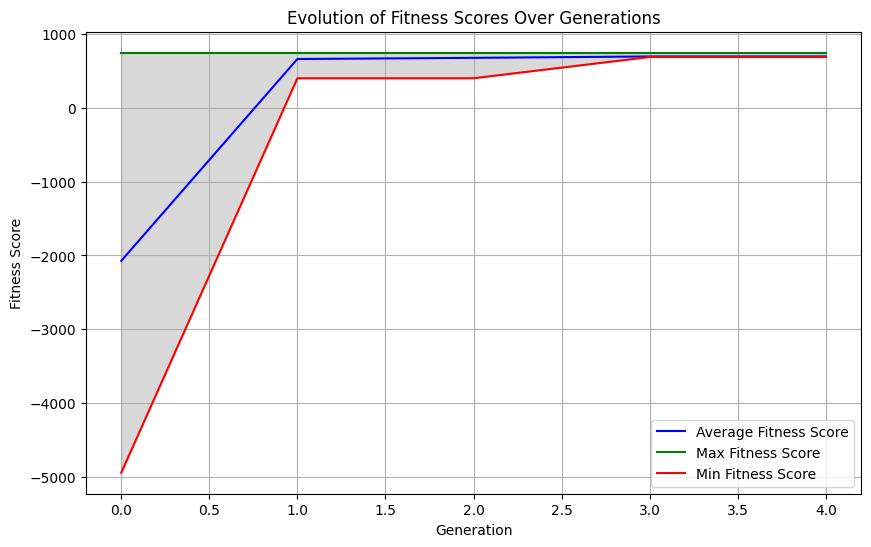 Evolution of Fitness Scores Over Generations
Fitness Score
1000
0
−1000
−2000
−3000
−4000
−5000
Average Fitness Score
Max Fitness Score
Min Fitness Score
0.0 0.5 1.0 1.5 2.0 2.5 3.0 3.5 4.0
Generation